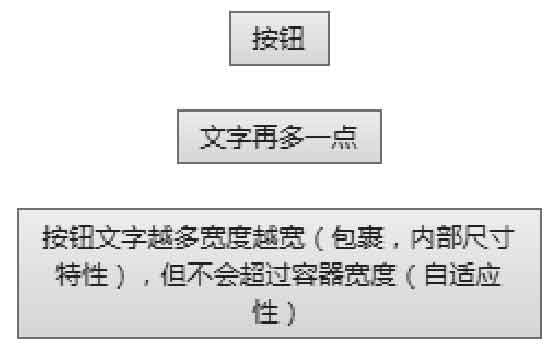 按钮
文字再多一点
按钮文字越多宽度越宽（包裹，内部尺寸
特性），但不会超过容器宽度（自适应
性）